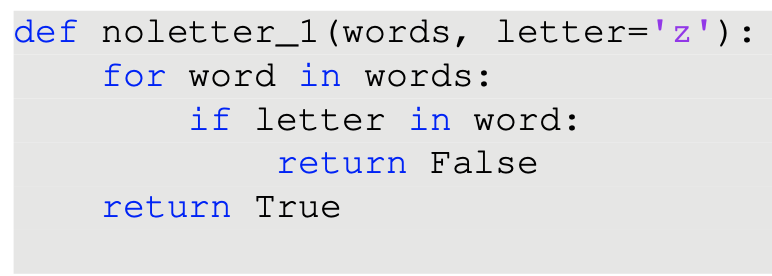 def noletter_1(words, letter='z'):
    for word in words:
        if letter in word:
            return False
    return True